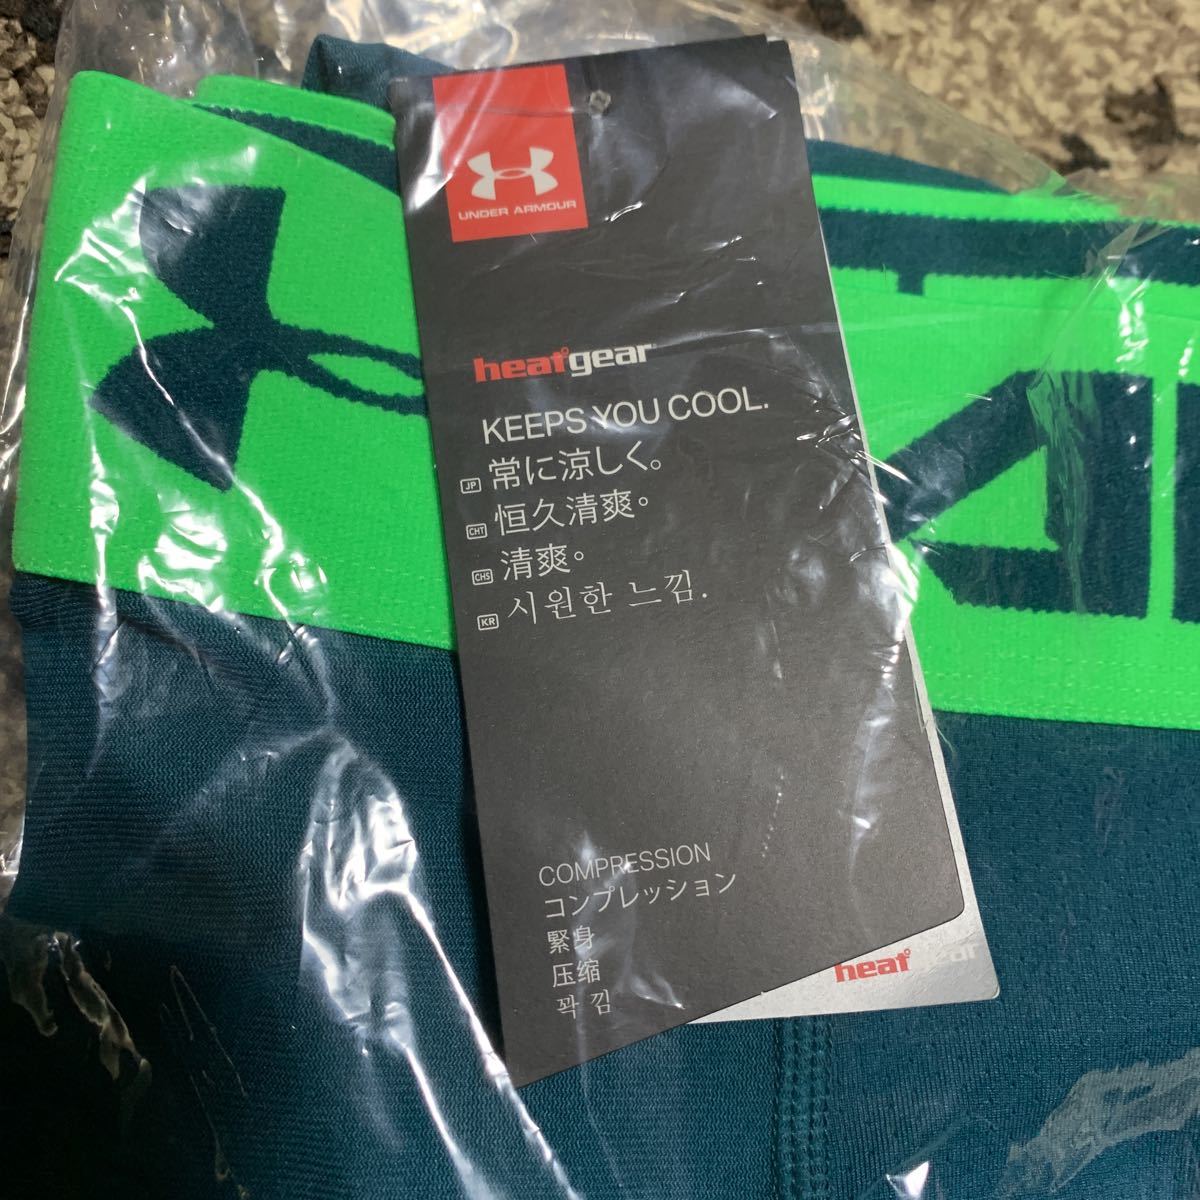 UNDER ARMOUR
heatgear
KEEPS YOU COOL.
JP 常に涼しく。
CHT 恒久清爽。
CHS 清爽。
KR 시원한 느낌.
COMPRESSION
コンプレッション
緊身
压缩
꽉 낌
heatgear